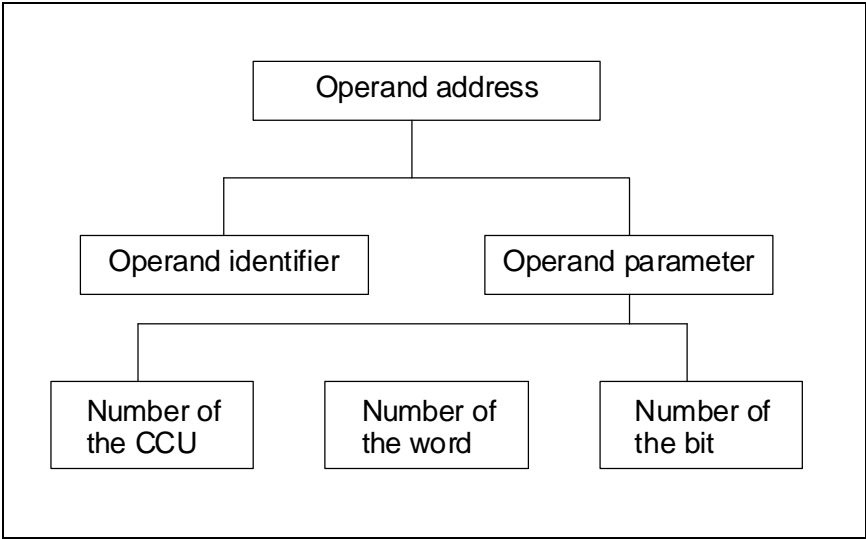 Operand address
Operand identifier
Operand parameter
Number of
the CCU
Number of
the word
Number of
the bit